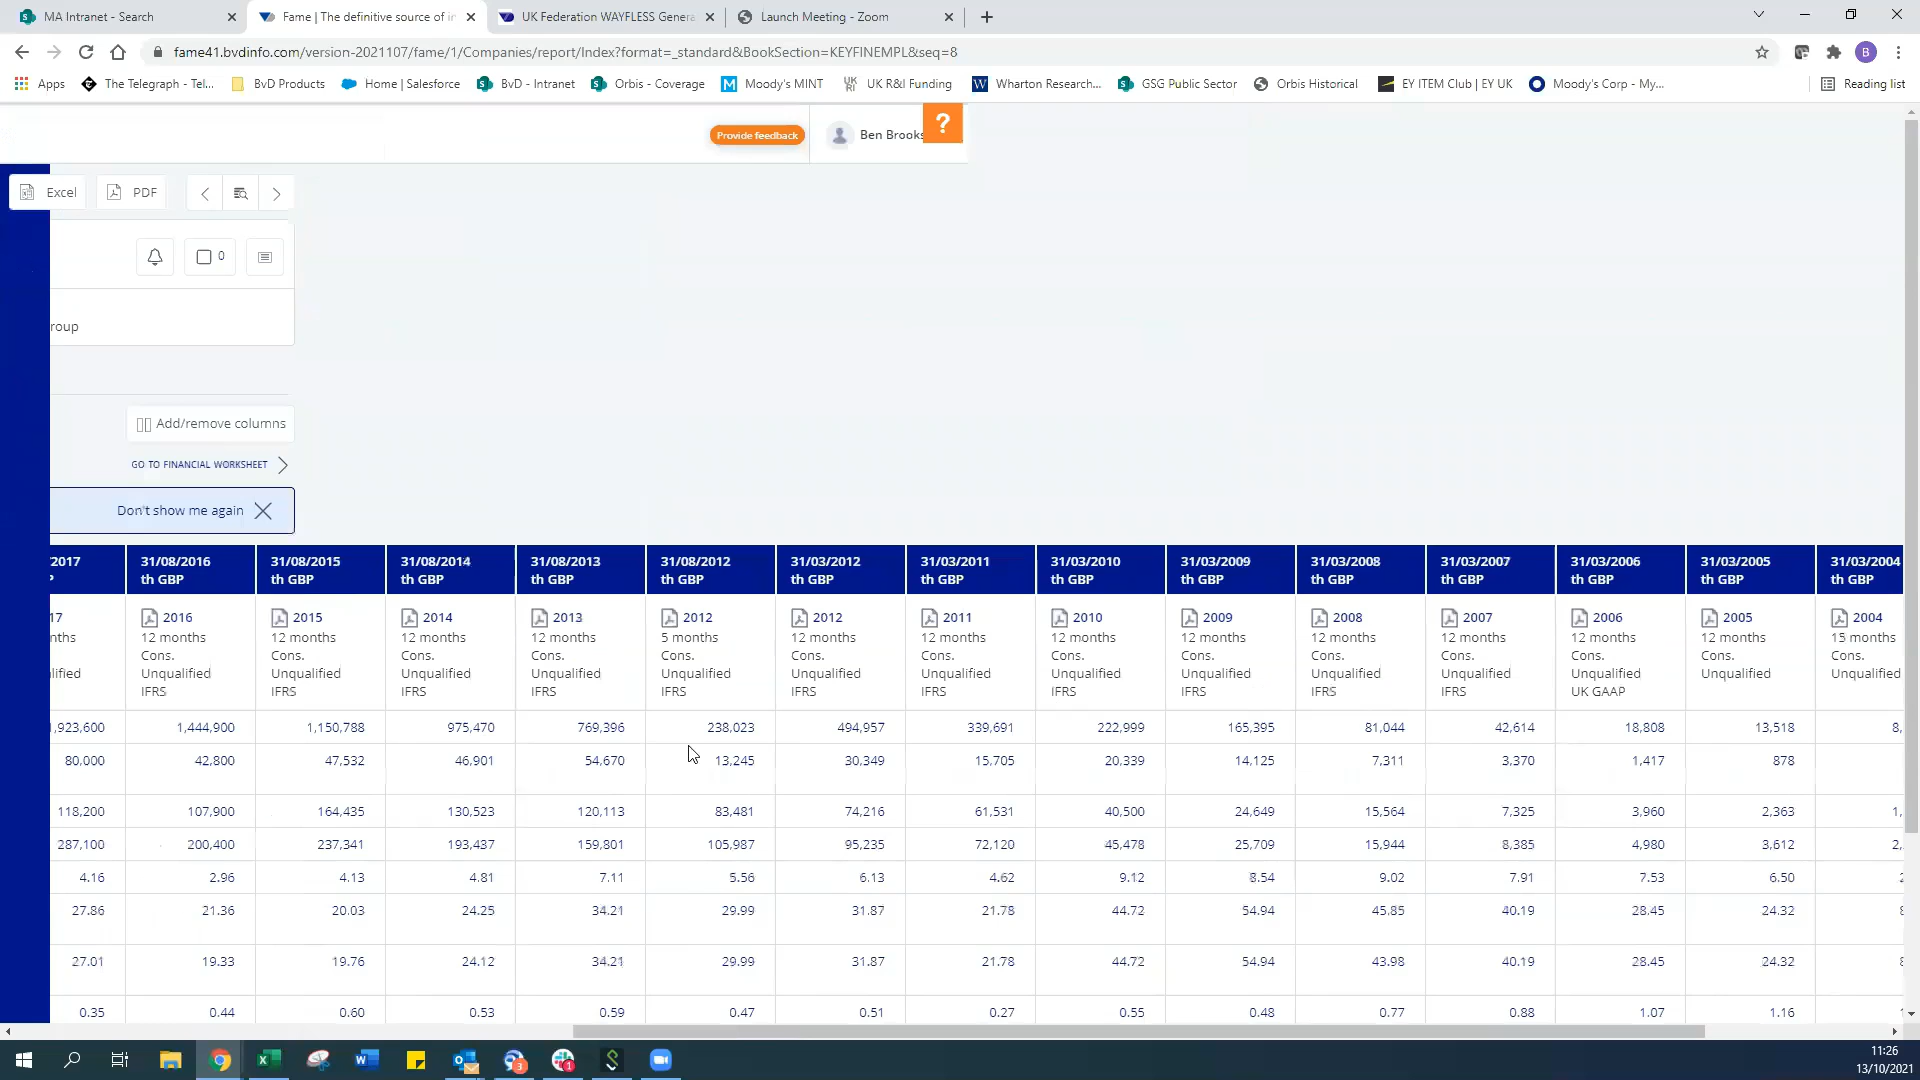 MA Intranet - Search
Fame | The definitive source of in
UK Federation WAYFLESS Genera
Launch Meeting - Zoom
fame41.bvdinfo.com/version-2021107/fame/1/Companies/report/Index?format=_standard&BookSection=KEYFINEMPL&seq=8
B
Apps
The Telegraph - Tel...
BvD Products
Home | Salesforce
BvD - Intranet
Orbis - Coverage
Moody's MINT
UK R&I Funding
Wharton Research...
GSG Public Sector
Orbis Historical
EY ITEM Club | EY UK
Moody's Corp - My...
Reading list
Provide feedback
Ben Brooks
?
Excel
PDF
0
roup
Add/remove columns
GO TO FINANCIAL WORKSHEET
Don't show me again
2017 31/08/2016 31/08/2015 31/08/2014 31/08/2013 31/08/2012 31/03/2012 31/03/2011 31/03/2010 31/03/2009 31/03/2008 31/03/2007 31/03/2006 31/03/2005 31/03/2004
th GBP th GBP th GBP th GBP th GBP th GBP th GBP th GBP th GBP th GBP th GBP th GBP th GBP th GBP
17 2016 2015 2014 2013 2012 2012 2011 2010 2009 2008 2007 2006 2005 2004
nths 12 months 12 months 12 months 12 months 5 months 12 months 12 months 12 months 12 months 12 months 12 months 12 months 12 months 15 months
Cons. Cons. Cons. Cons. Cons. Cons. Cons. Cons. Cons. Cons. Cons. Cons. Cons. Cons.
lified Unqualified Unqualified Unqualified Unqualified Unqualified Unqualified Unqualified Unqualified Unqualified Unqualified Unqualified Unqualified Unqualified Unqualified
IFRS IFRS IFRS IFRS IFRS IFRS IFRS IFRS IFRS IFRS IFRS UK GAAP
,923,600 1,444,900 1,150,788 975,470 769,396 238,023 494,957 339,691 222,999 165,395 81,044 42,614 18,808 13,518 8,
80,000 42,800 47,532 46,901 54,670 13,245 30,349 15,705 20,339 14,125 7,311 3,370 1,417 878
118,200 107,900 164,435 130,523 120,113 83,481 74,216 61,531 40,500 24,649 15,564 7,325 3,960 2,363 1,
287,100 200,400 237,341 193,437 159,801 105,987 95,235 72,120 45,478 25,709 15,944 8,385 4,980 3,612 2,
4.16 2.96 4.13 4.81 7.11 5.56 6.13 4.62 9.12 8.54 9.02 7.91 7.53 6.50
27.86 21.36 20.03 24.25 34.21 29.99 31.87 21.78 44.72 54.94 45.85 40.19 28.45 24.32
27.01 19.33 19.76 24.12 34.21 29.99 31.87 21.78 44.72 54.94 43.98 40.19 28.45 24.32
0.35 0.44 0.60 0.53 0.59 0.47 0.51 0.27 0.55 0.48 0.77 0.88 1.07 1.16
11:26
13/10/2021